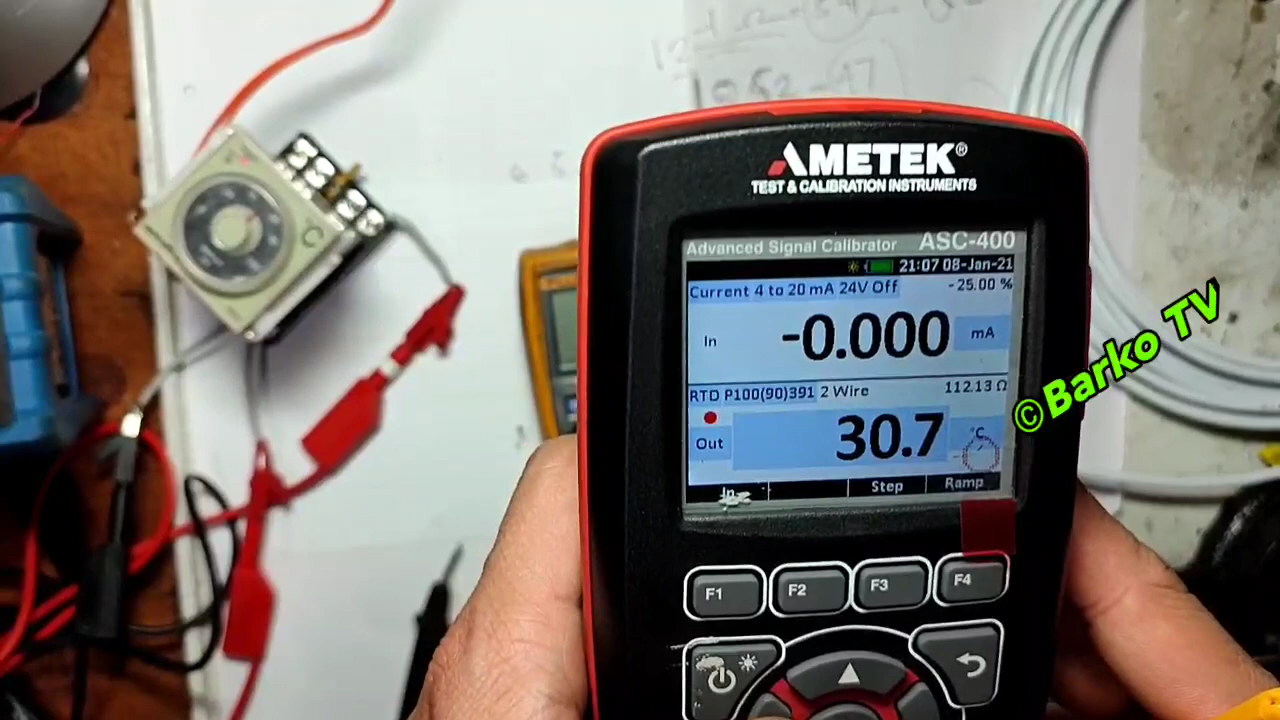 AMETEK®
TEST & CALIBRATION INSTRUMENTS
Advanced Signal Calibrator ASC-400
21:07 08-Jan-21
Current 4 to 20 mA 24V Off -25.00 %
In -0.000 mA
RTD P100(90)391 2 Wire 112.13 Ω
Out 30.7 °C
In Step Ramp
F1 F2 F3 F4
©Barko TV
C